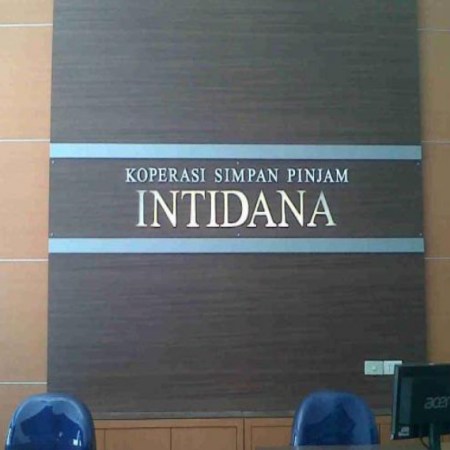 KOPERASI SIMPAN PINJAM
INTIDANA
acer